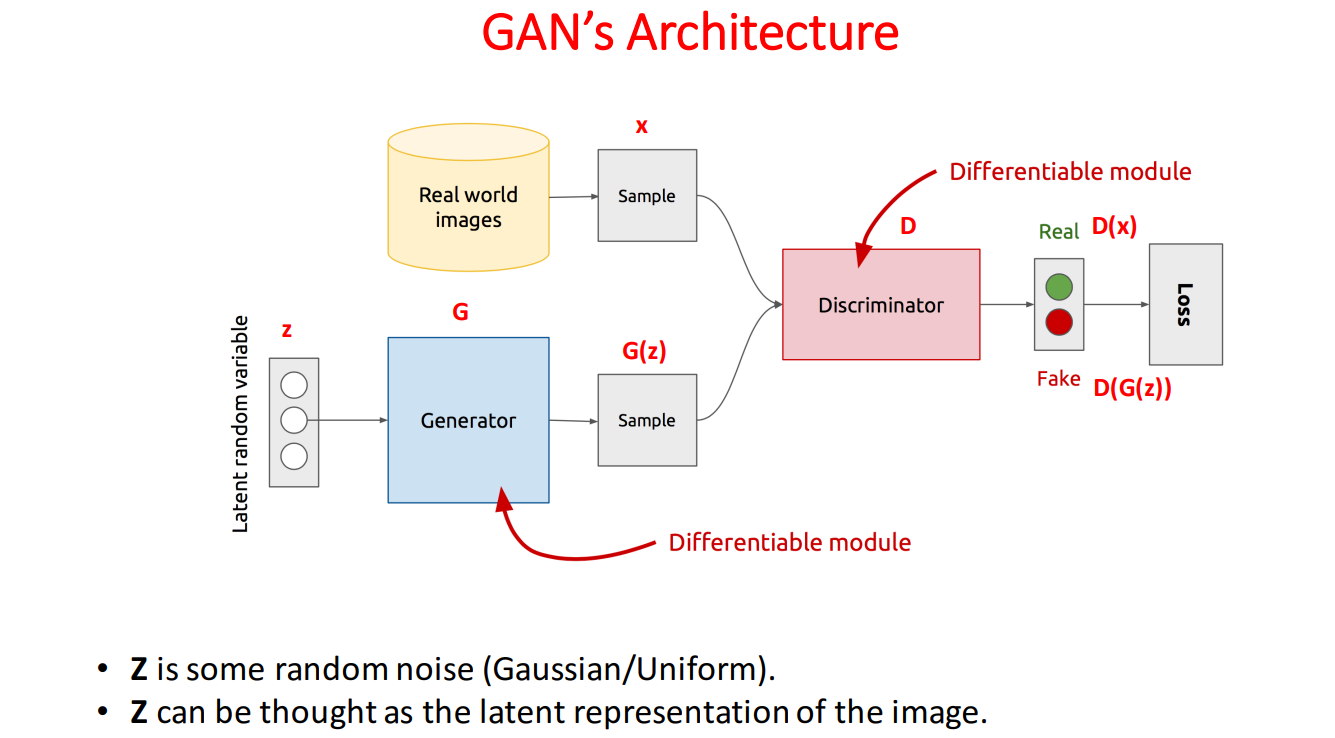 GAN’s Architecture
x
Real world
images
Sample
Differentiable module
D
Real
D(x)
Discriminator
Loss
Fake
D(G(z))
Latent random variable
z
G
Generator
G(z)
Sample
Differentiable module
• Z is some random noise (Gaussian/Uniform).
• Z can be thought as the latent representation of the image.